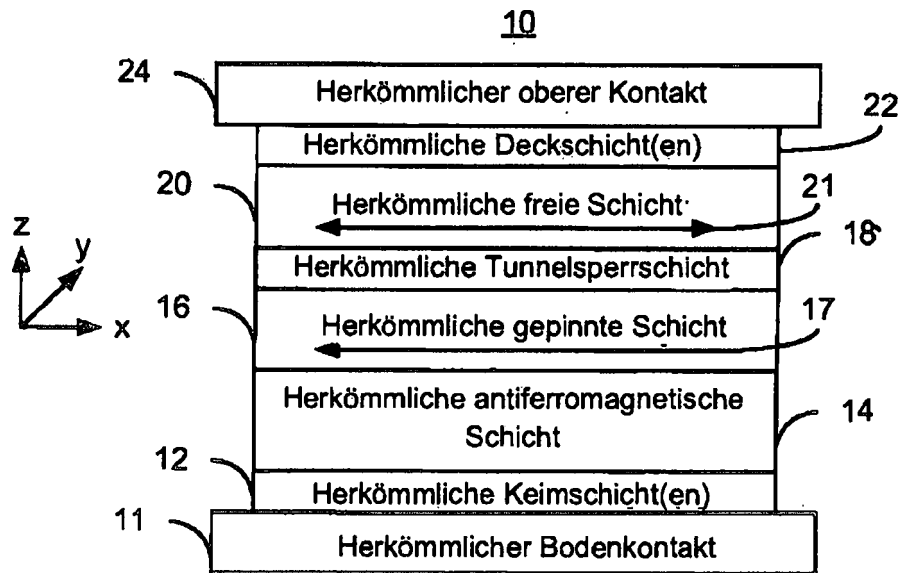 10
24
Herkömmlicher oberer Kontakt
22
Herkömmliche Deckschicht(en)
20
21
Herkömmliche freie Schicht
18
z
y
x
Herkömmliche Tunnelsperrschicht
16
17
Herkömmliche gepinnte Schicht
Herkömmliche antiferromagnetische
Schicht
14
12
Herkömmliche Keimschicht(en)
11
Herkömmlicher Bodenkontakt